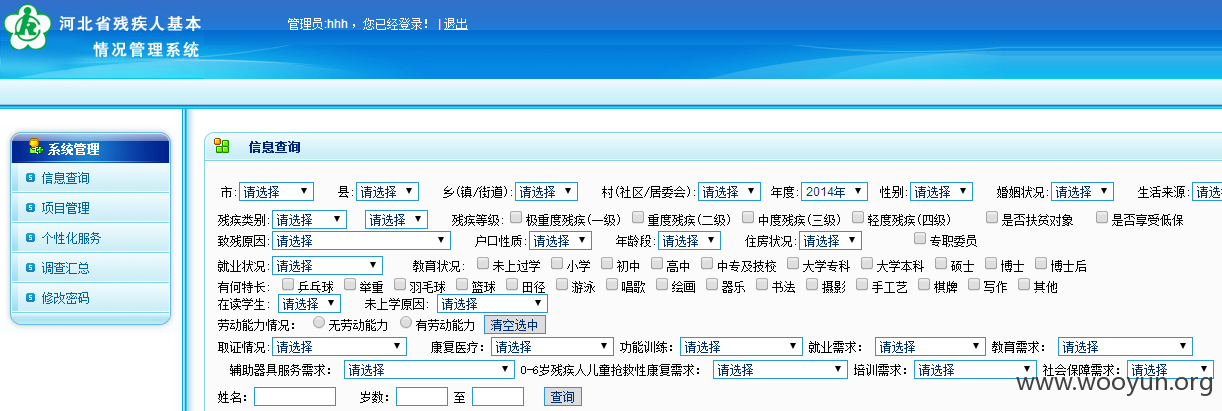 河北省残疾人基本
情况管理系统
管理员:hhh ，您已经登录！ | 退出
系统管理
信息查询
项目管理
个性化服务
调查汇总
修改密码
信息查询
市: 请选择 县: 请选择 乡(镇/街道): 请选择 村(社区/居委会): 请选择 年度: 2014年 性别: 请选择 婚姻状况: 请选择 生活来源: 请选
残疾类别: 请选择 请选择 残疾等级: 极重度残疾(一级) 重度残疾(二级) 中度残疾(三级) 轻度残疾(四级) 是否扶贫对象 是否享受低保
致残原因: 请选择 户口性质: 请选择 年龄段: 请选择 住房状况: 请选择 专职委员
就业状况: 请选择 教育状况: 未上过学 小学 初中 高中 中专及技校 大学专科 大学本科 硕士 博士 博士后
有何特长: 乒乓球 举重 羽毛球 篮球 田径 游泳 唱歌 绘画 器乐 书法 摄影 手工艺 棋牌 写作 其他
在读学生: 请选择 未上学原因: 请选择
劳动能力情况: 无劳动能力 有劳动能力 清空选中
取证情况: 请选择 康复医疗: 请选择 功能训练: 请选择 就业需求: 请选择 教育需求: 请选择
辅助器具服务需求: 请选择 0-6岁残疾人儿童抢救性康复需求: 请选择 培训需求: 请选择 社会保障需求: 请选择
姓名: 岁数: 至 查询
www.wooyun.org